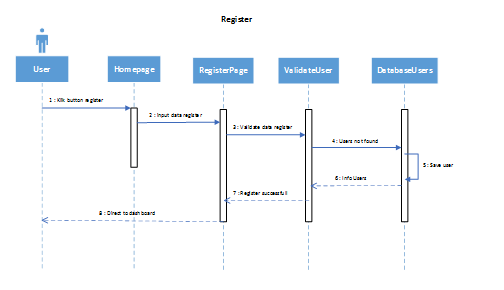 Register
User
Homepage
RegisterPage
ValidateUser
DatabaseUsers
1 : Klik button register
2 : Input data register
3 : Validate data register
4 : Users not found
5 : Save user
6 : Info Users
7 : Register successfull
8 : Direct to dashboard